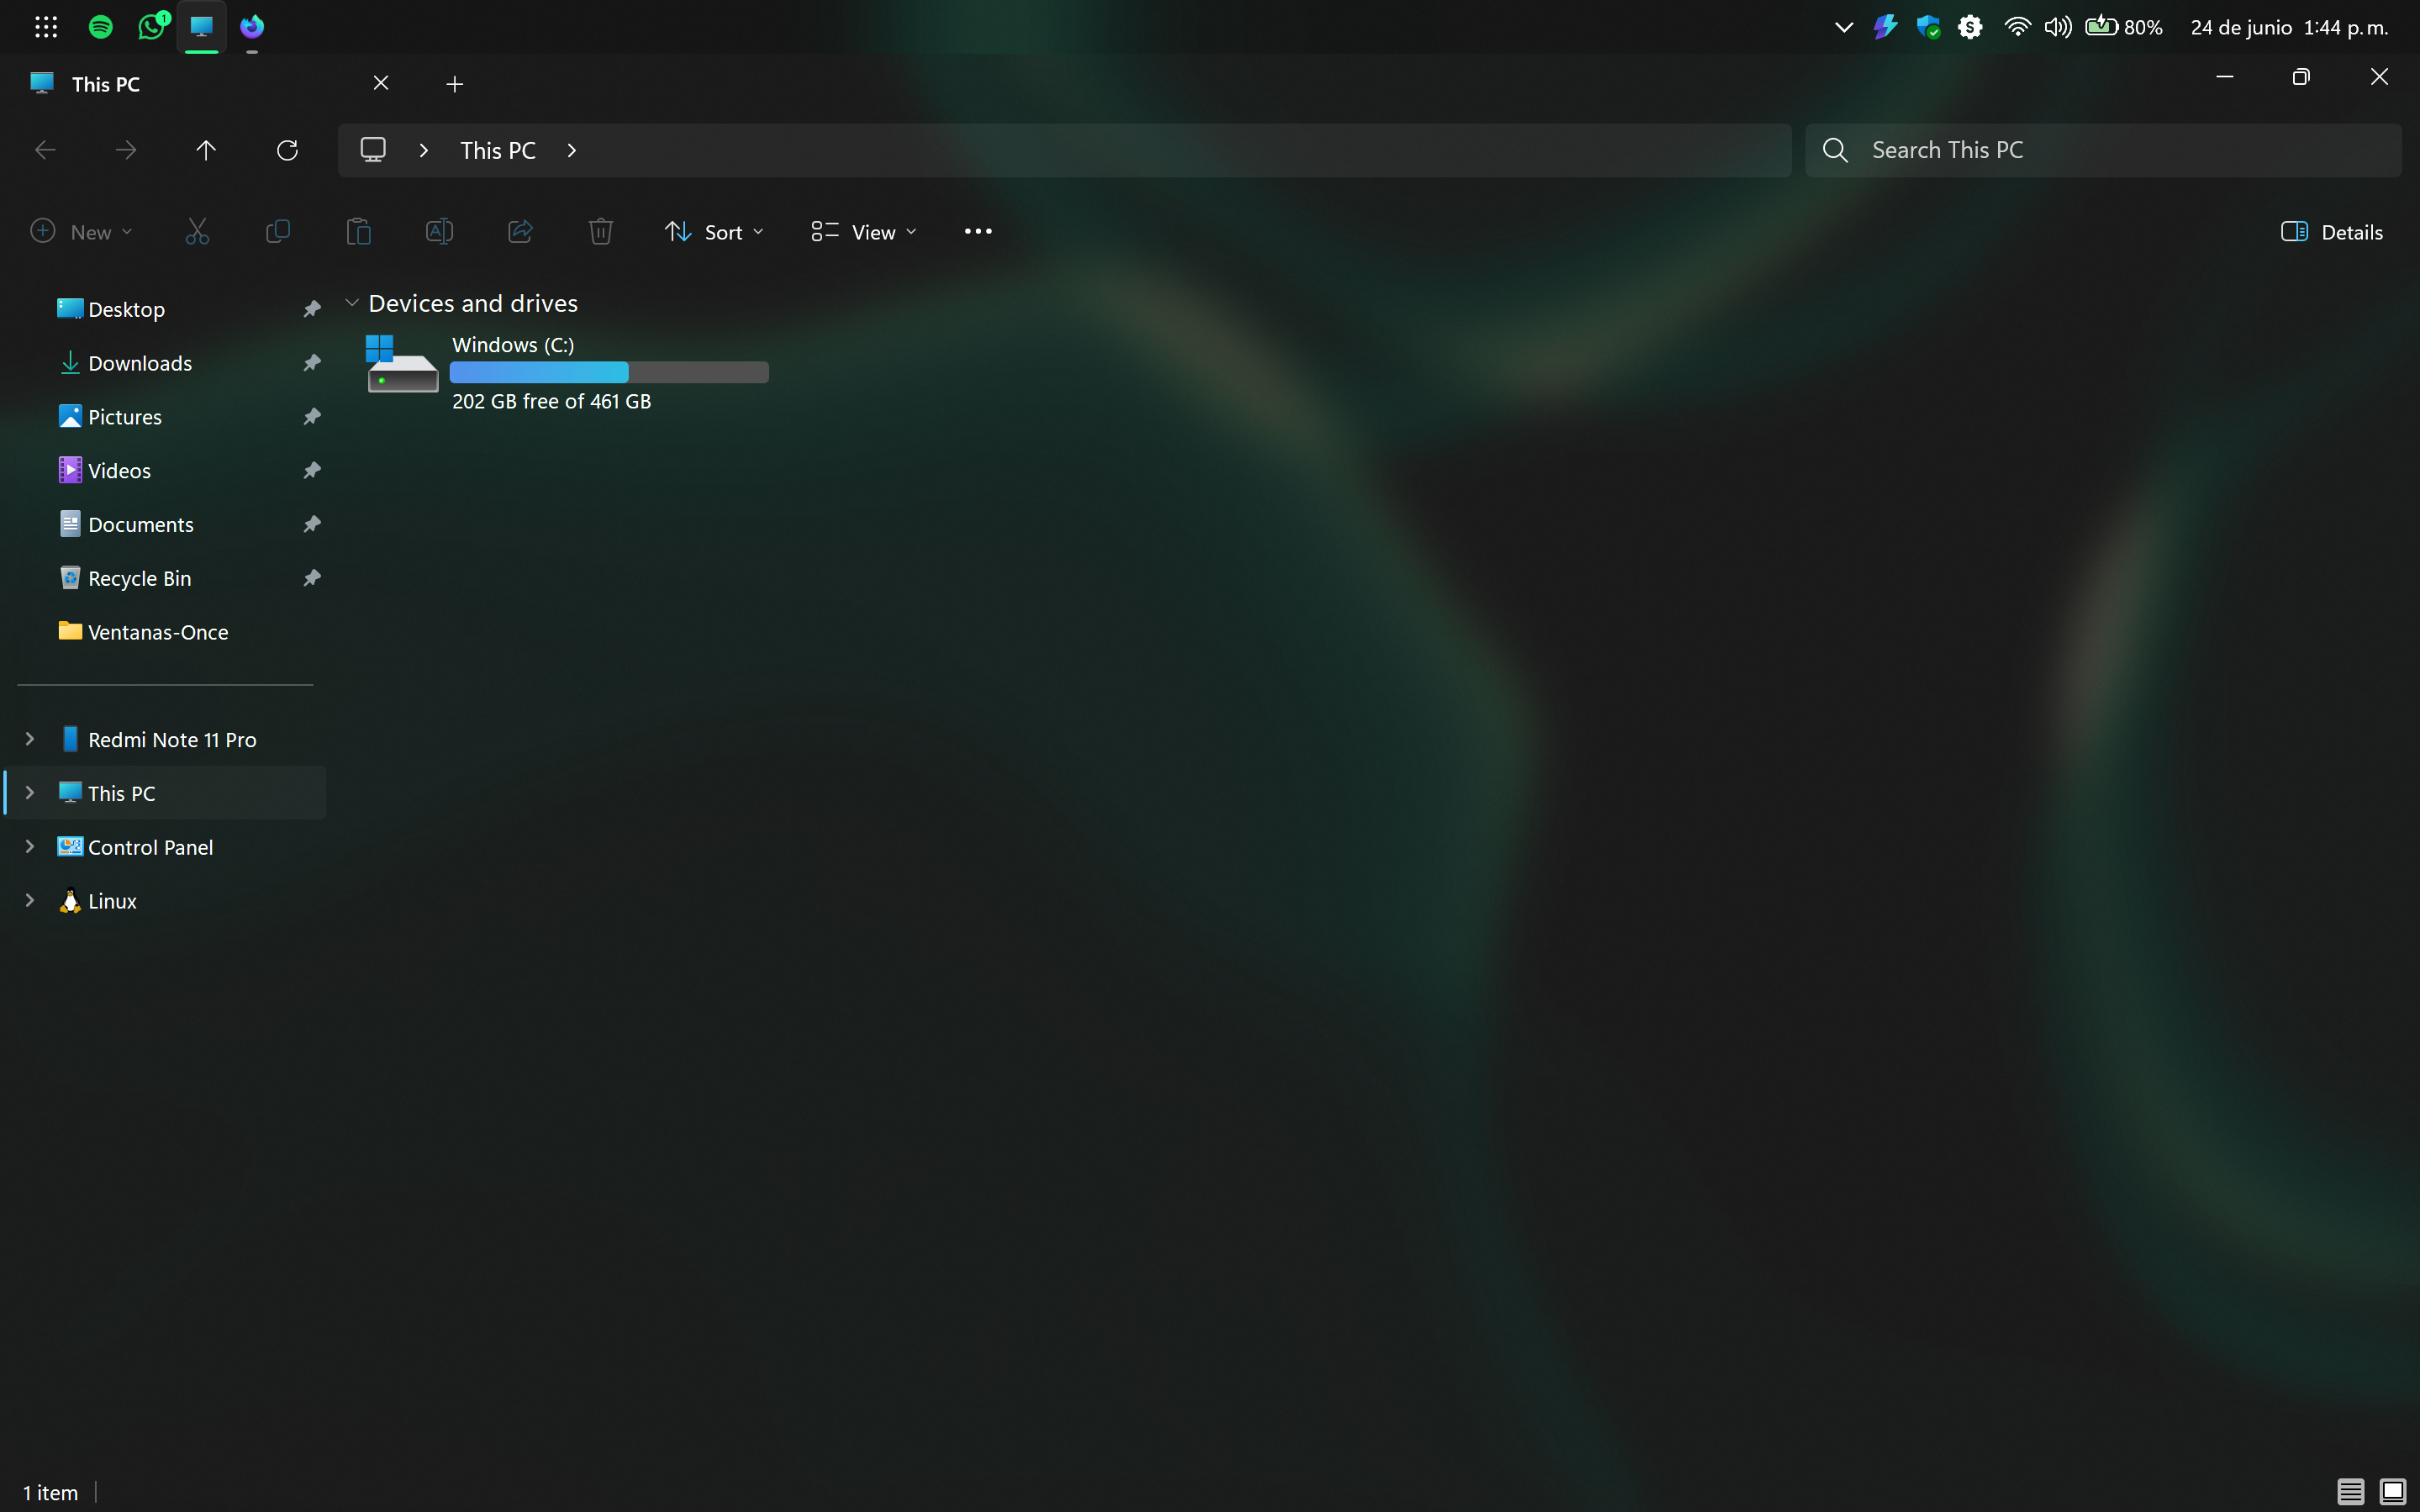 1
80%
24 de junio 1:44 p.m.
This PC
This PC
Search This PC
New
Sort
View
Details
Desktop
Downloads
Pictures
Videos
Documents
Recycle Bin
Ventanas-Once
Redmi Note 11 Pro
This PC
Control Panel
Linux
Devices and drives
Windows (C:)
202 GB free of 461 GB
1 item